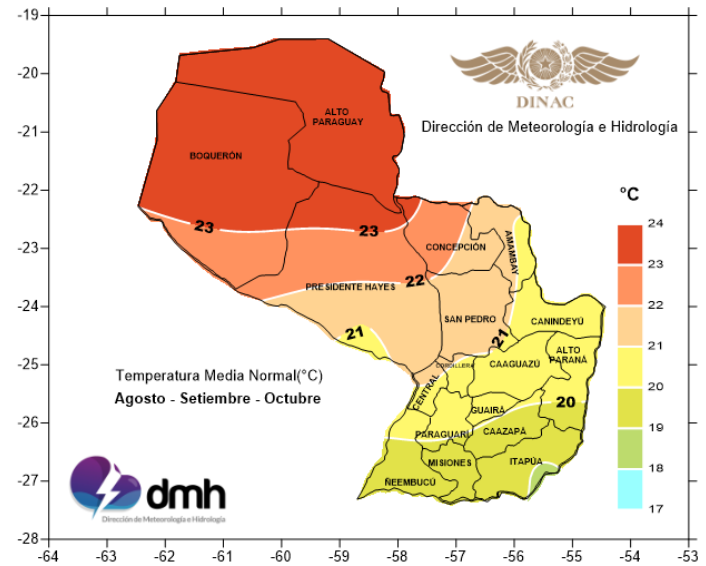 -19
-20
-21
-22
-23
-24
-25
-26
-27
-28
-64
-63
-62
-61
-60
-59
-58
-57
-56
-55
-54
-53
DINAC
Dirección de Meteorología e Hidrología
ALTO
PARAGUAY
BOQUERÓN
23
23
CONCEPCIÓN
AMAMBAY
22
PRESIDENTE HAYES
SAN PEDRO
CANINDEYÚ
21
21
CORDILLERA
CAAGUAZÚ
ALTO
PARANÁ
CENTRAL
GUAIRÁ
20
PARAGUARÍ
CAAZAPÁ
MISIONES
ITAPÚA
ÑEEMBUCÚ
Temperatura Media Normal(°C)
Agosto - Setiembre - Octubre
°C
24
23
22
21
20
19
18
17
dmh
Dirección de Meteorología e Hidrología